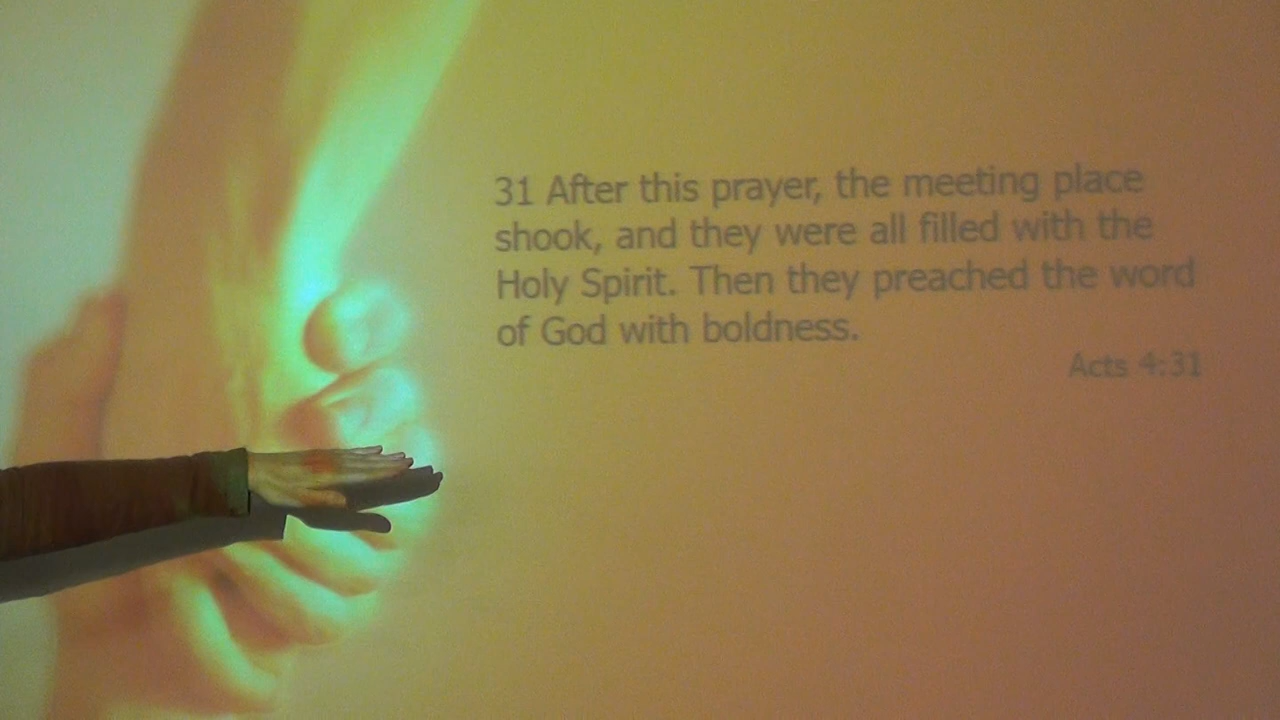 31 After this prayer, the meeting place
shook, and they were all filled with the
Holy Spirit. Then they preached the word
of God with boldness.
Acts 4:31